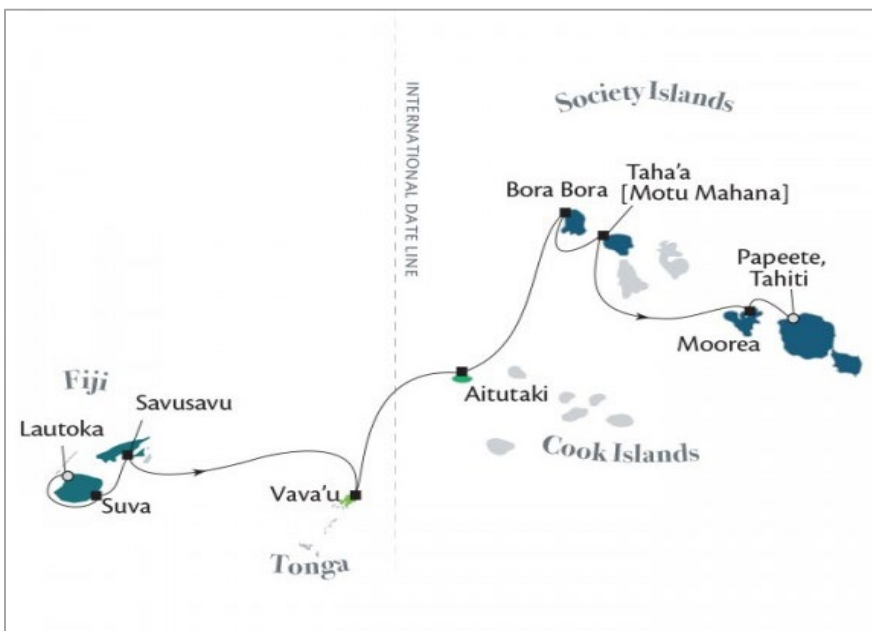 Society Islands
INTERNATIONAL DATE LINE
Taha'a
[Motu Mahana]
Bora Bora
Papeete,
Tahiti
Moorea
Aitutaki
Cook Islands
Fiji
Savusavu
Lautoka
Suva
Vava'u
Tonga